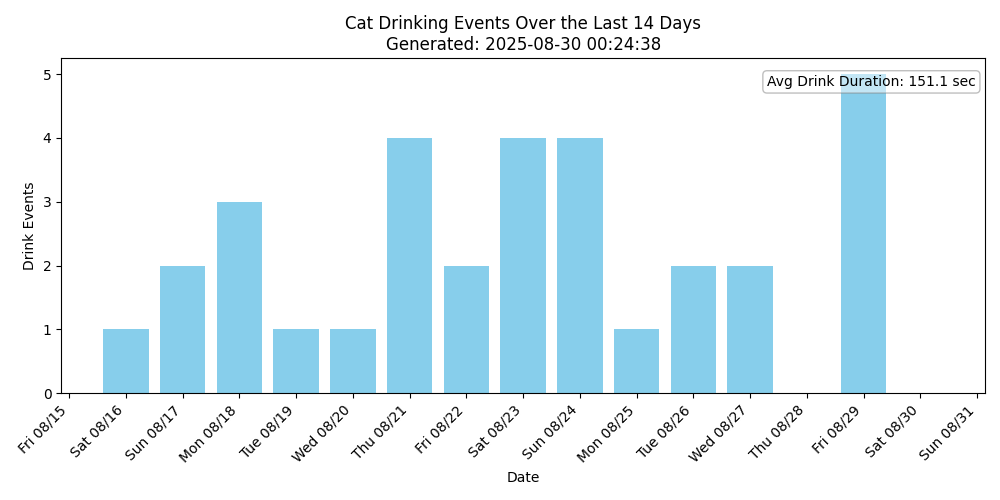 Cat Drinking Events Over the Last 14 Days
Generated: 2025-08-30 00:24:38
Avg Drink Duration: 151.1 sec
Drink Events
5
4
3
2
1
0
Fri 08/15
Sat 08/16
Sun 08/17
Mon 08/18
Tue 08/19
Wed 08/20
Thu 08/21
Fri 08/22
Sat 08/23
Sun 08/24
Mon 08/25
Tue 08/26
Wed 08/27
Thu 08/28
Fri 08/29
Sat 08/30
Sun 08/31
Date